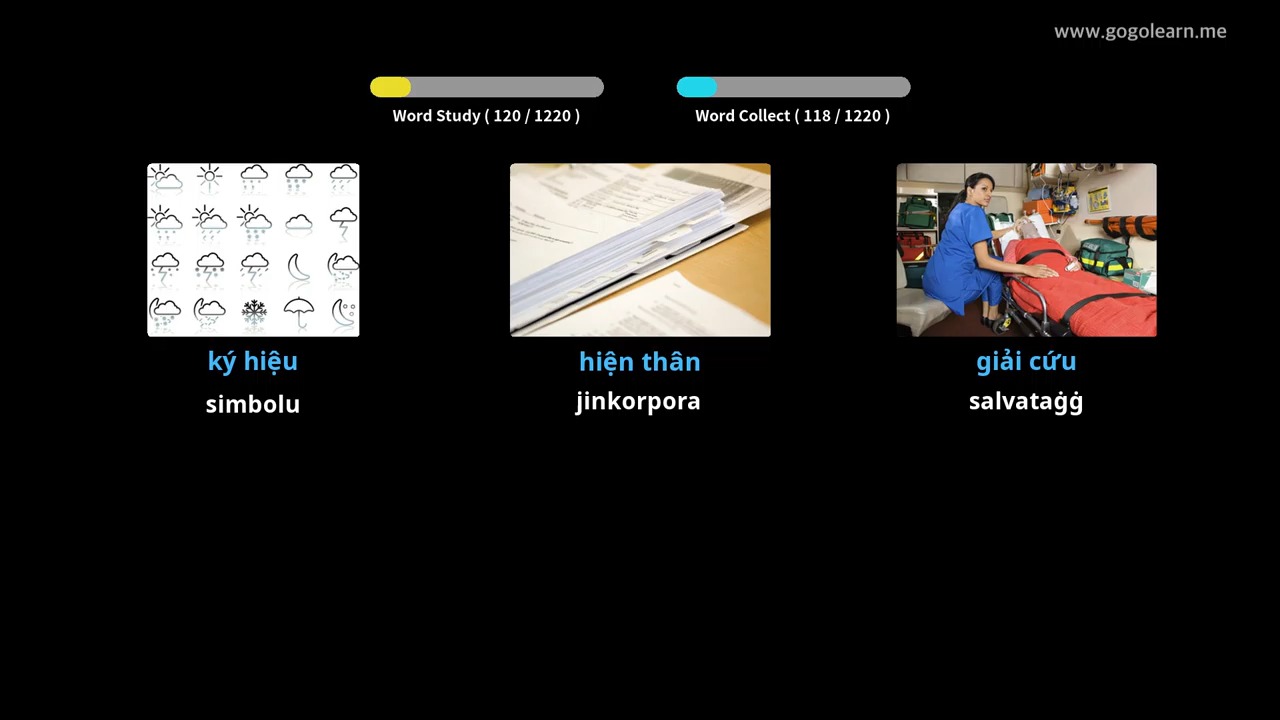 www.gogolearn.me
Word Study ( 120 / 1220 )
Word Collect ( 118 / 1220 )
ký hiệu
hiện thân
giải cứu
simbolu
jinkorpora
salvataġġ